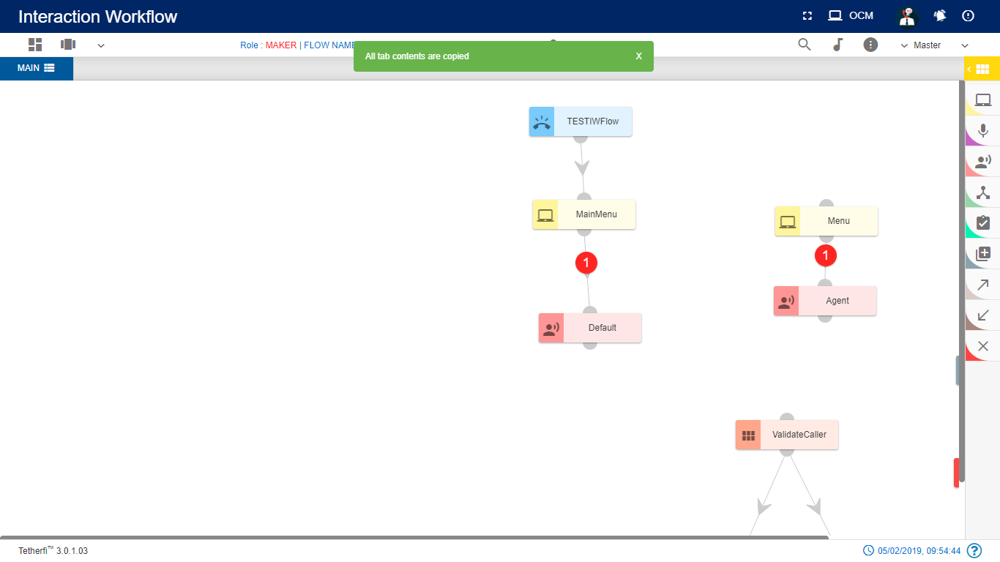 Interaction Workflow
OCM
Role : MAKER | FLOW NAME
All tab contents are copied
X
Master
MAIN
TESTIWFlow
MainMenu
Menu
1
1
Agent
Default
ValidateCaller
Tetherfi™ 3.0.1.03
05/02/2019, 09:54:44
?